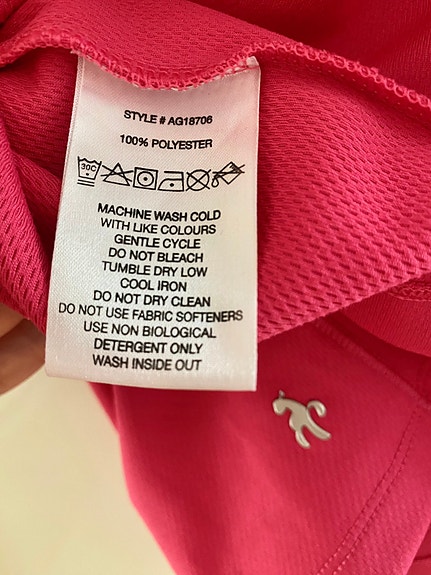 STYLE # AG18706
100% POLYESTER
30C
MACHINE WASH COLD
WITH LIKE COLOURS
GENTLE CYCLE
DO NOT BLEACH
TUMBLE DRY LOW
COOL IRON
DO NOT DRY CLEAN
DO NOT USE FABRIC SOFTENERS
USE NON BIOLOGICAL
DETERGENT ONLY
WASH INSIDE OUT